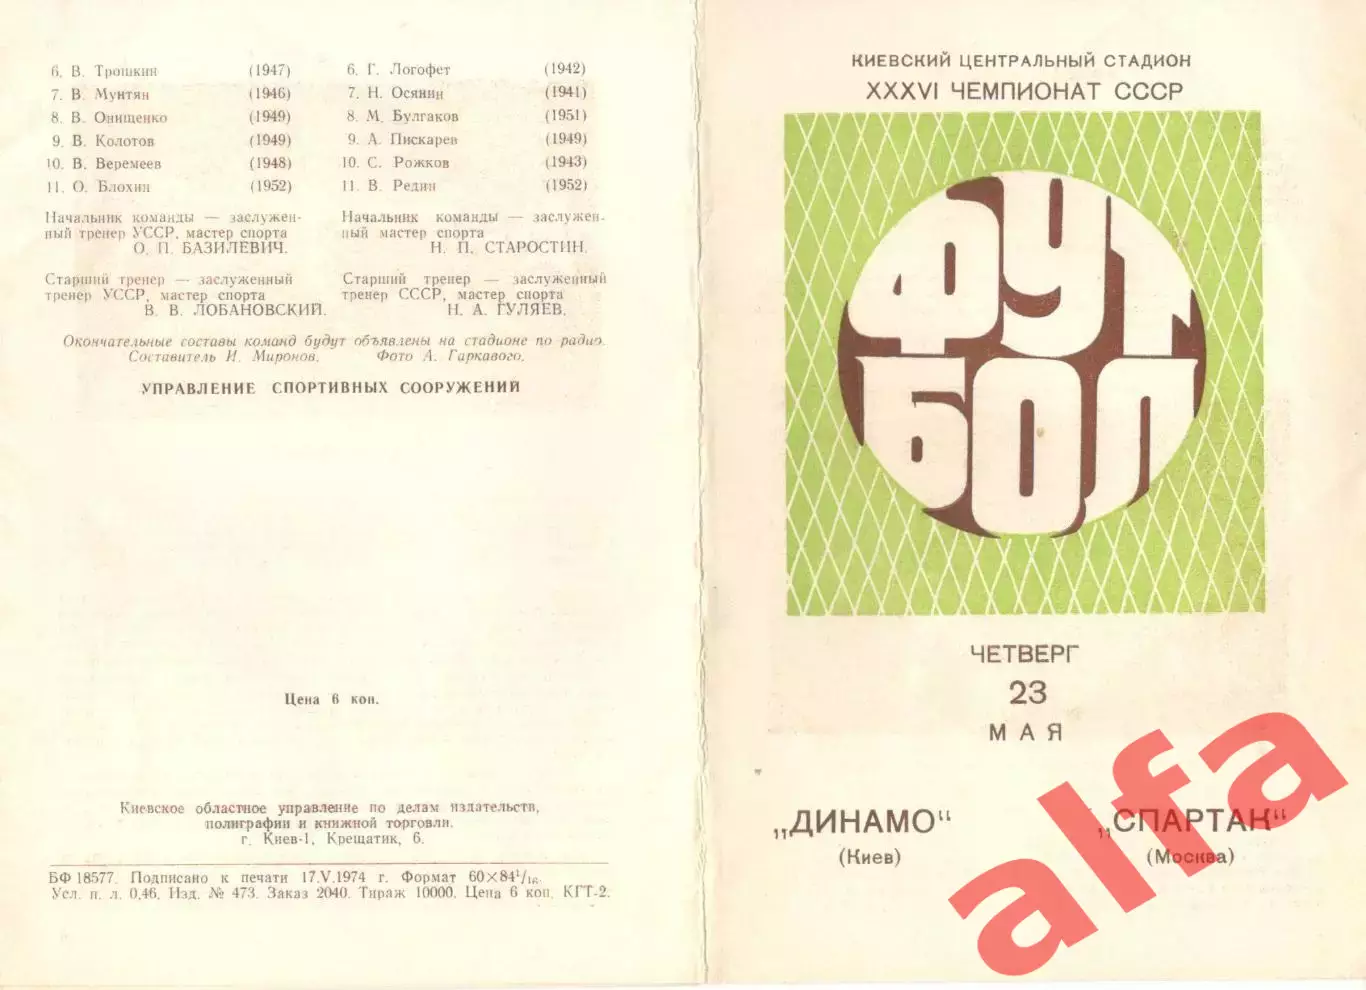 6. В. Трошкин (1947)
7. В. Мунтян (1946)
8. В. Онищенко (1949)
9. В. Колотов (1949)
10. В. Веремеев (1948)
11. О. Блохин (1952)
Начальник команды — заслужен-
ный тренер УССР, мастер спорта
О. П. БАЗИЛЕВИЧ.
Старший тренер — заслуженный
тренер УССР, мастер спорта
В. В. ЛОБАНОВСКИЙ.
6. Г. Логофет (1942)
7. Н. Осянин (1941)
8. М. Булгаков (1951)
9. А. Пискарев (1949)
10. С. Рожков (1943)
11. В. Редин (1952)
Начальник команды — заслужен-
ный мастер спорта
Н. П. СТАРОСТИН.
Старший тренер — заслуженный
тренер СССР, мастер спорта
Н. А. ГУЛЯЕВ.
Окончательные составы команд будут объявлены на стадионе по радио.
Составитель И. Миронов. Фото А. Гаркавого.
УПРАВЛЕНИЕ СПОРТИВНЫХ СООРУЖЕНИЙ
Цена 6 коп.
Киевское областное управление по делам издательств,
полиграфии и книжной торговли.
г. Киев-1, Крещатик, 6.
БФ 18577. Подписано к печати 17.V.1974 г. Формат 60×84¹/₁₆
Усл. п. л. 0,46. Изд. № 473. Заказ 2040. Тираж 10000. Цена 6 коп. КГТ-2.
КИЕВСКИЙ ЦЕНТРАЛЬНЫЙ СТАДИОН
XXXVI ЧЕМПИОНАТ СССР
ФУТ
БОЛ
ЧЕТВЕРГ
23
МАЯ
„ДИНАМО“ „СПАРТАК“
(Киев) (Москва)
alfa